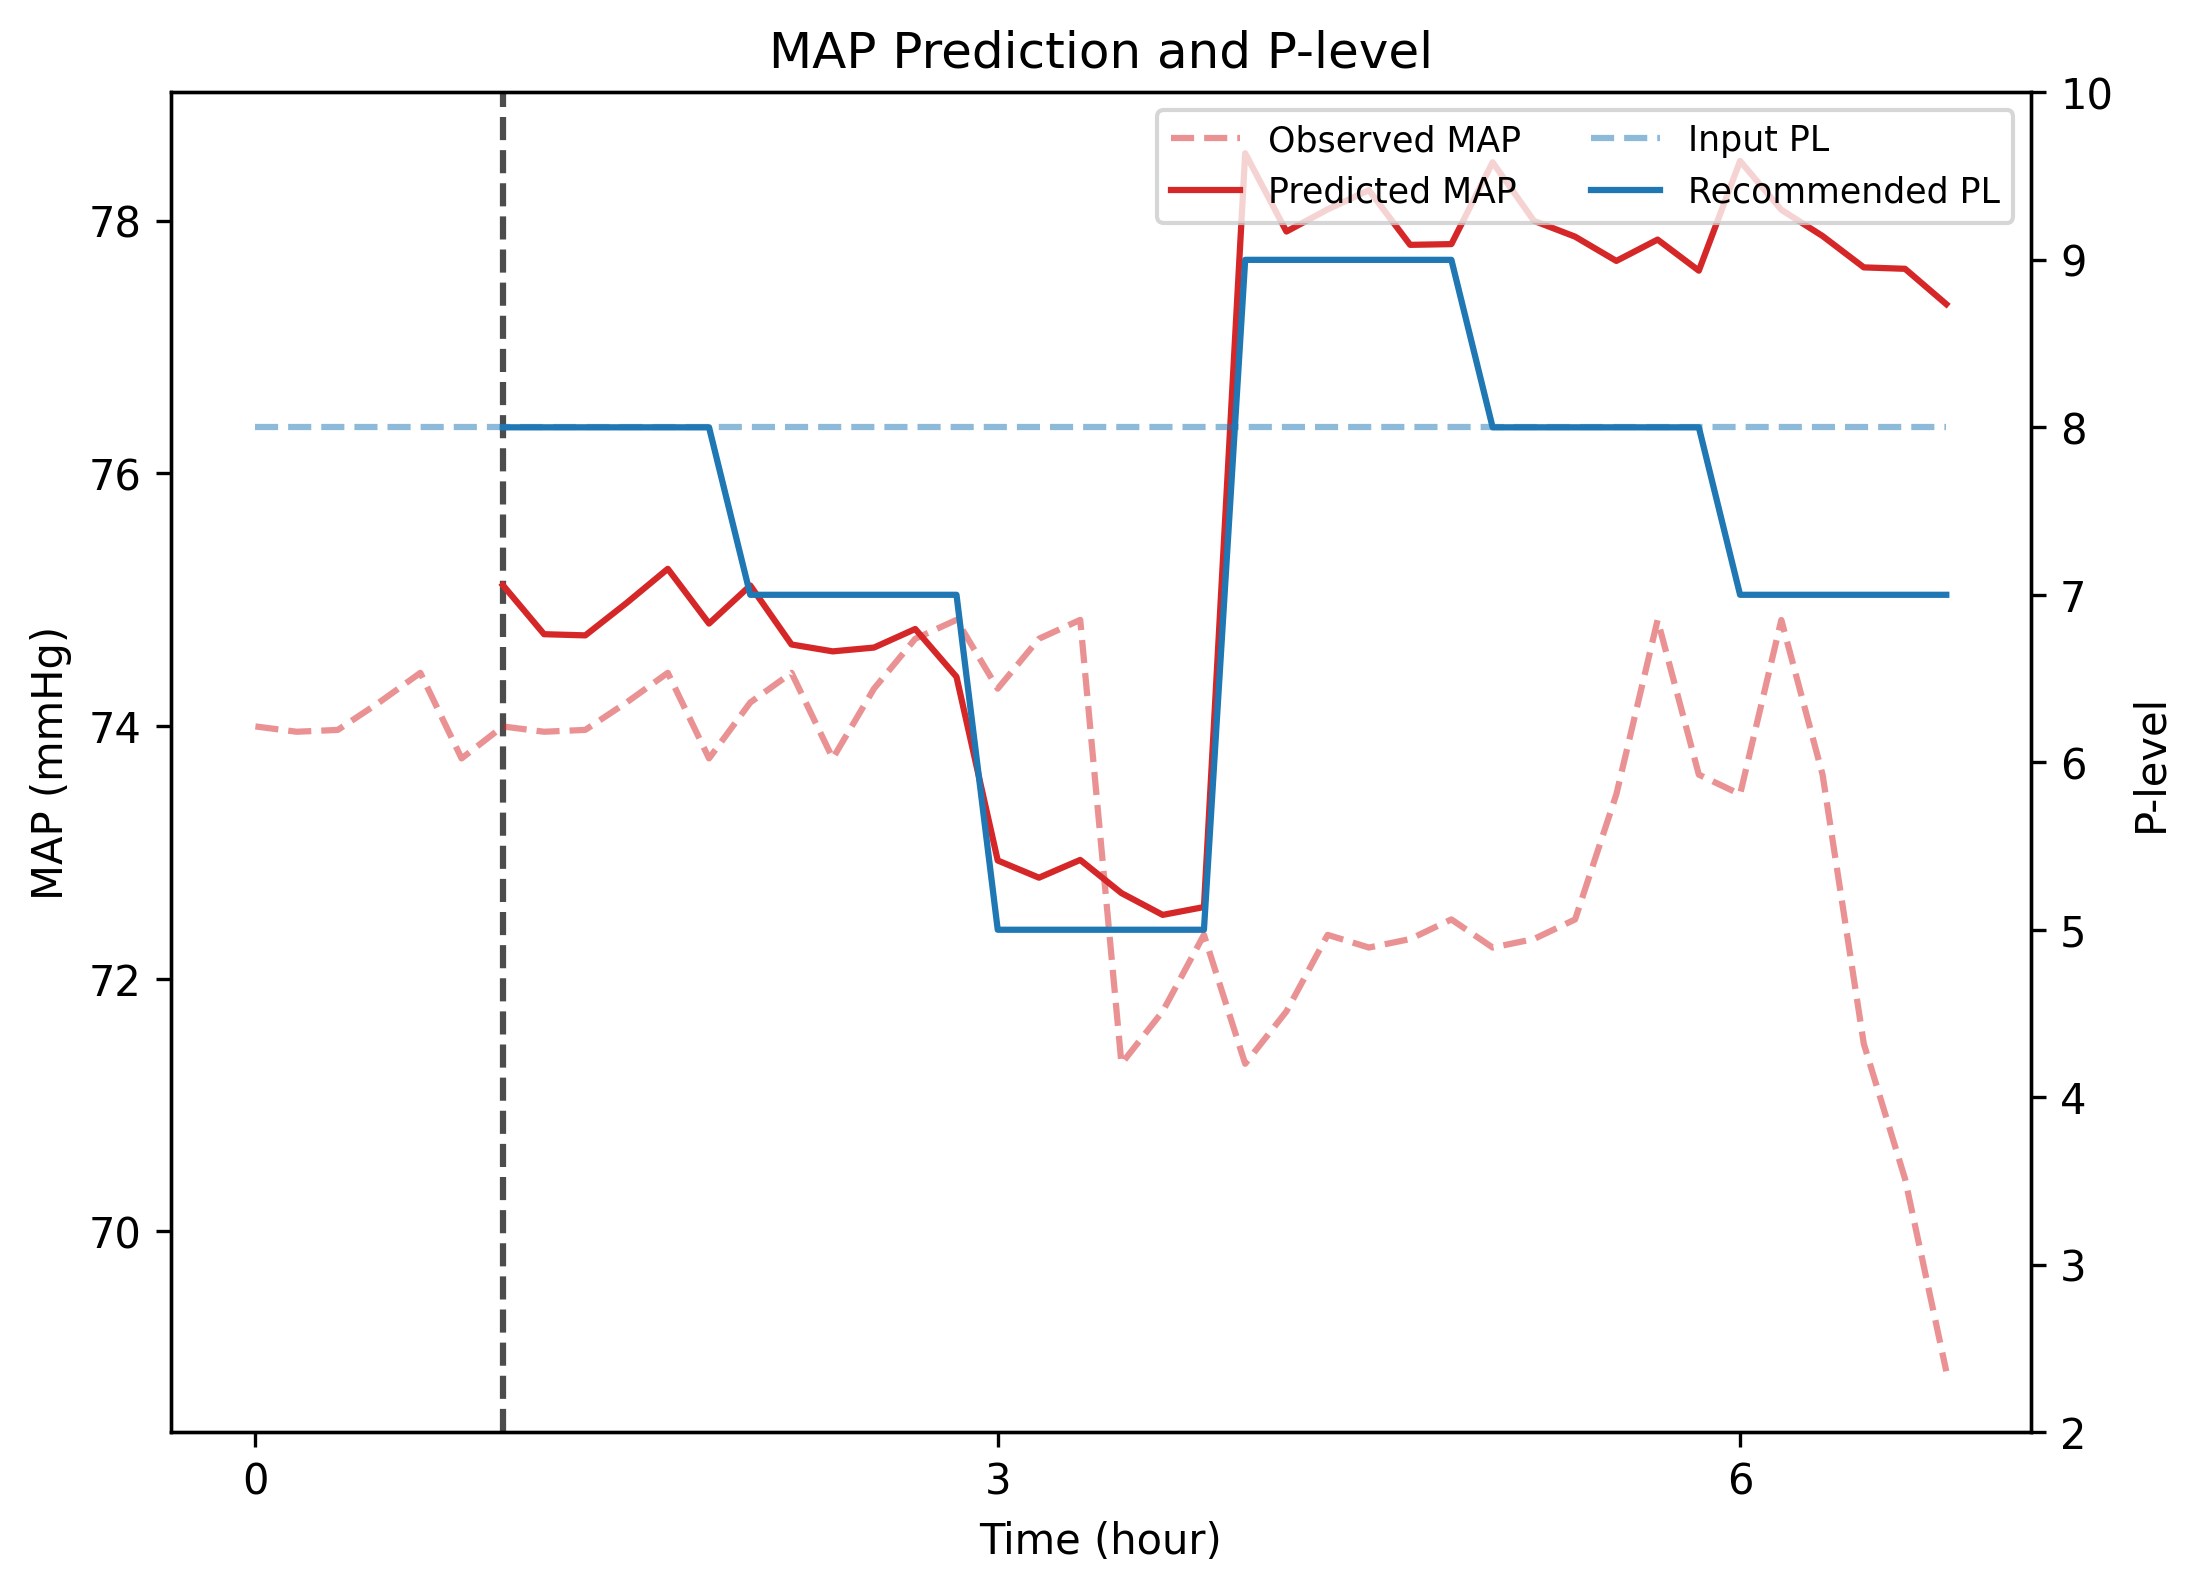 MAP Prediction and P-level
Observed MAP
Predicted MAP
Input PL
Recommended PL
MAP (mmHg)
78
76
74
72
70
P-level
10
9
8
7
6
5
4
3
2
0
3
6
Time (hour)